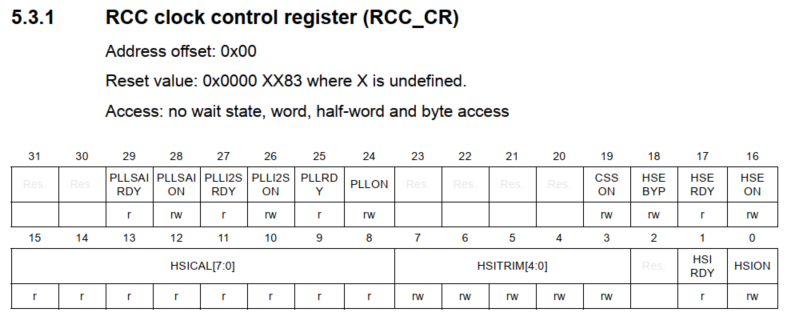 5.3.1 RCC clock control register (RCC_CR)
Address offset: 0x00
Reset value: 0x0000 XX83 where X is undefined.
Access: no wait state, word, half-word and byte access
31 30 29 28 27 26 25 24 23 22 21 20 19 18 17 16
Res. Res. PLLSAI RDY PLLSAI ON PLLI2S RDY PLLI2S ON PLLRD Y PLLON Res. Res. Res. Res. CSS ON HSE BYP HSE RDY HSE ON
r rw r rw r rw rw rw r rw
15 14 13 12 11 10 9 8 7 6 5 4 3 2 1 0
HSICAL[7:0] HSITRIM[4:0] Res. HSI RDY HSION
r r r r r r r r rw rw rw rw rw r rw